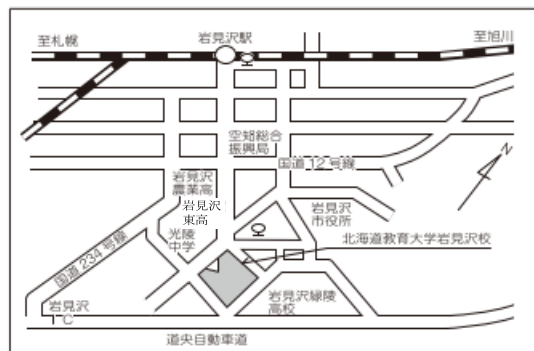 至札幌
岩見沢駅
至旭川
空知総合
振興局
国道12号線
岩見沢
農業高
岩見沢
東高
岩見沢
市役所
光陵
中学
北海道教育大学岩見沢校
国道234号線
岩見沢
IC
岩見沢緑陵
高校
道央自動車道
N